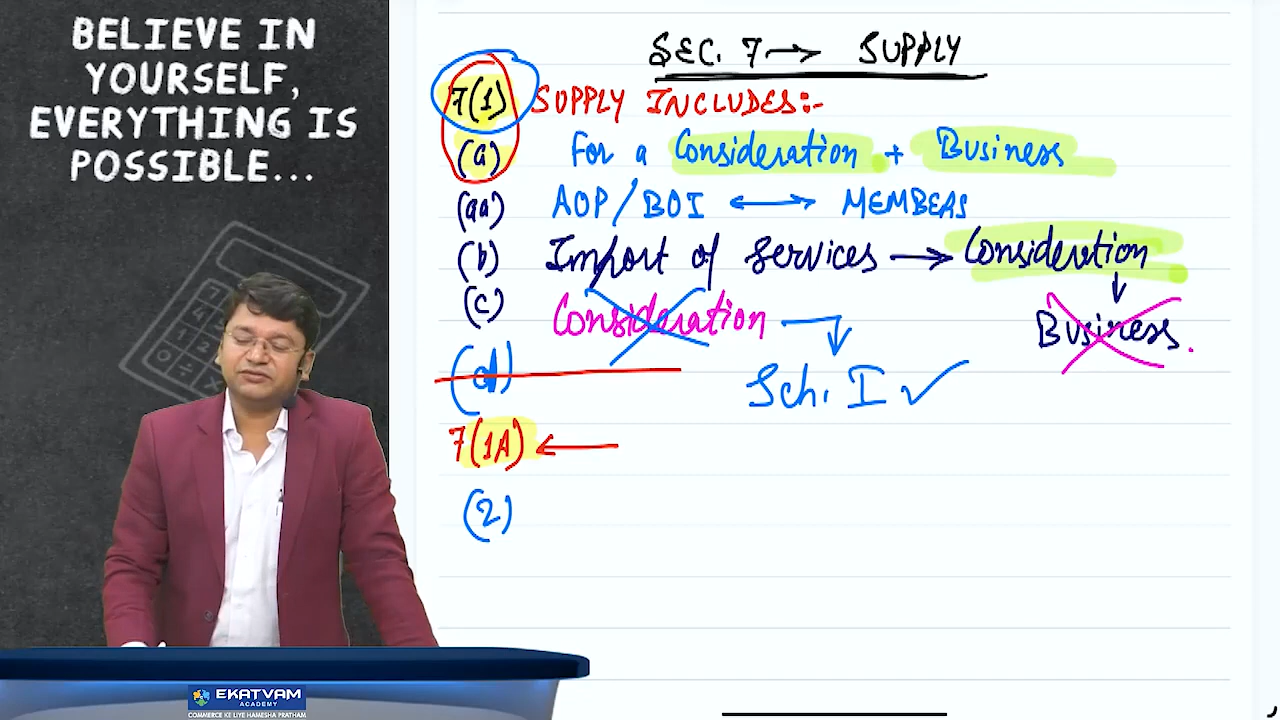 BELIEVE IN
YOURSELF,
EVERYTHING IS
POSSIBLE...
SEC. 7 → SUPPLY
7(1) SUPPLY INCLUDES:-
(a) For a Consideration + Business
(aa) AOP/BOI ↔ MEMBERS
(b) Import of Services → Consideration
↓
Business.
(c) Consideration
Sch. I ✓
(d)
7(1A) ←
(2)
EKATVAM
ACADEMY
COMMERCE KE LIYE HAMESHA PRATHAM